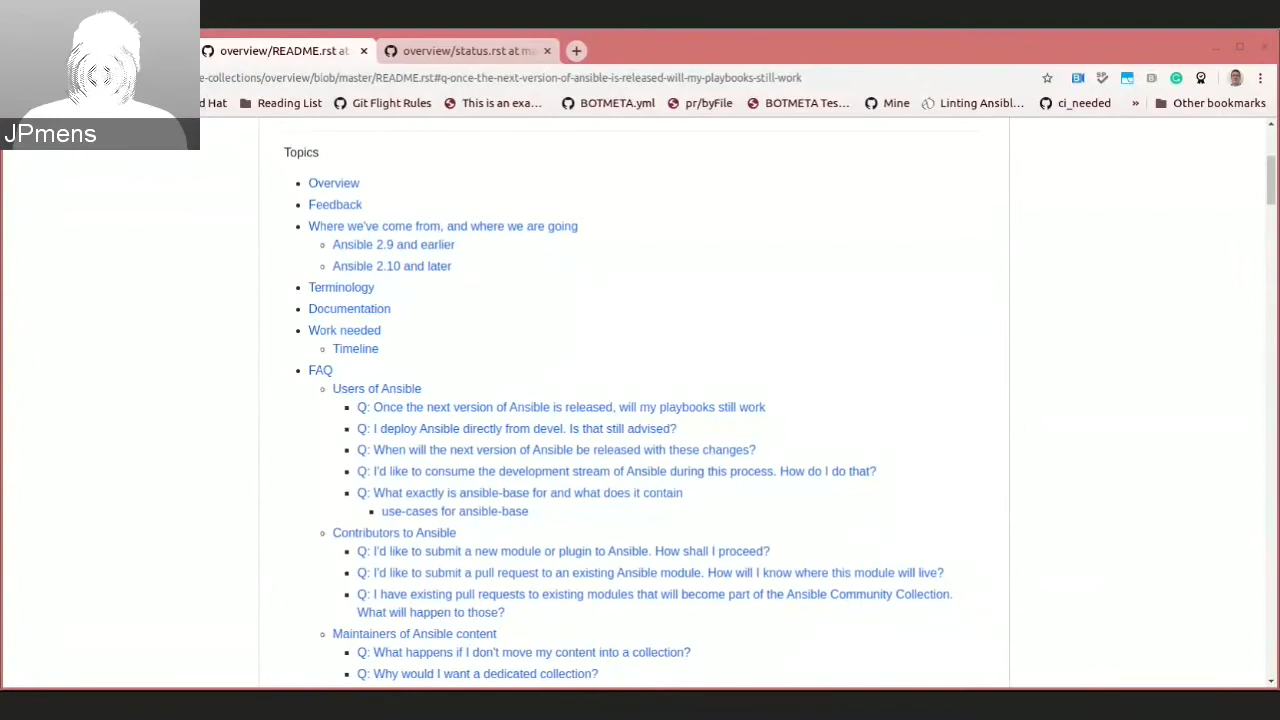 JPmens
overview/README.rst at
overview/status.rst at ma
e-collections/overview/blob/master/README.rst#q-once-the-next-version-of-ansible-is-released-will-my-playbooks-still-work
d Hat
Reading List
Git Flight Rules
This is an exa...
BOTMETA.yml
pr/byFile
BOTMETA Tes...
Mine
Linting Ansibl...
ci_needed
»
Other bookmarks
Topics
Overview
Feedback
Where we've come from, and where we are going
Ansible 2.9 and earlier
Ansible 2.10 and later
Terminology
Documentation
Work needed
Timeline
FAQ
Users of Ansible
Q: Once the next version of Ansible is released, will my playbooks still work
Q: I deploy Ansible directly from devel. Is that still advised?
Q: When will the next version of Ansible be released with these changes?
Q: I'd like to consume the development stream of Ansible during this process. How do I do that?
Q: What exactly is ansible-base for and what does it contain
use-cases for ansible-base
Contributors to Ansible
Q: I'd like to submit a new module or plugin to Ansible. How shall I proceed?
Q: I'd like to submit a pull request to an existing Ansible module. How will I know where this module will live?
Q: I have existing pull requests to existing modules that will become part of the Ansible Community Collection.
What will happen to those?
Maintainers of Ansible content
Q: What happens if I don't move my content into a collection?
Q: Why would I want a dedicated collection?